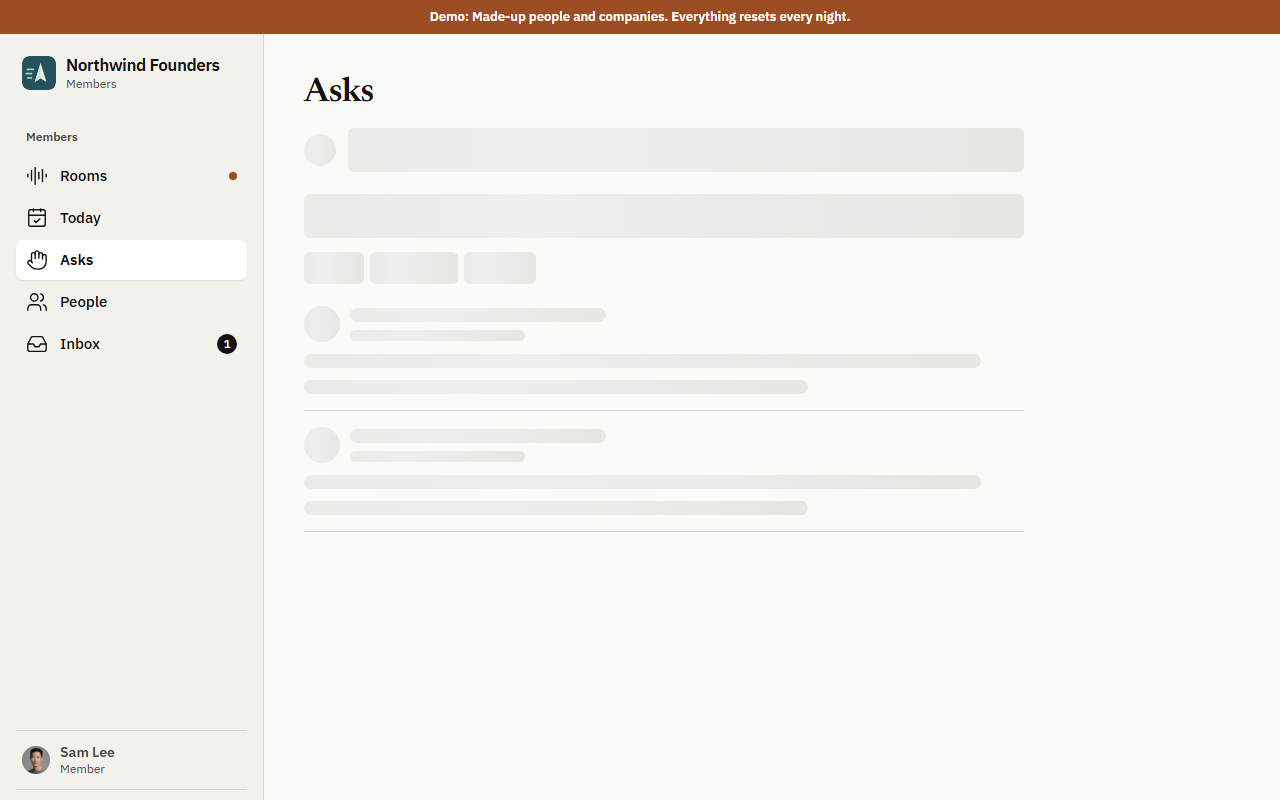 Demo: Made-up people and companies. Everything resets every night.
Northwind Founders
Members
Members
Rooms
Today
Asks
People
Inbox
1
Sam Lee
Member
Asks